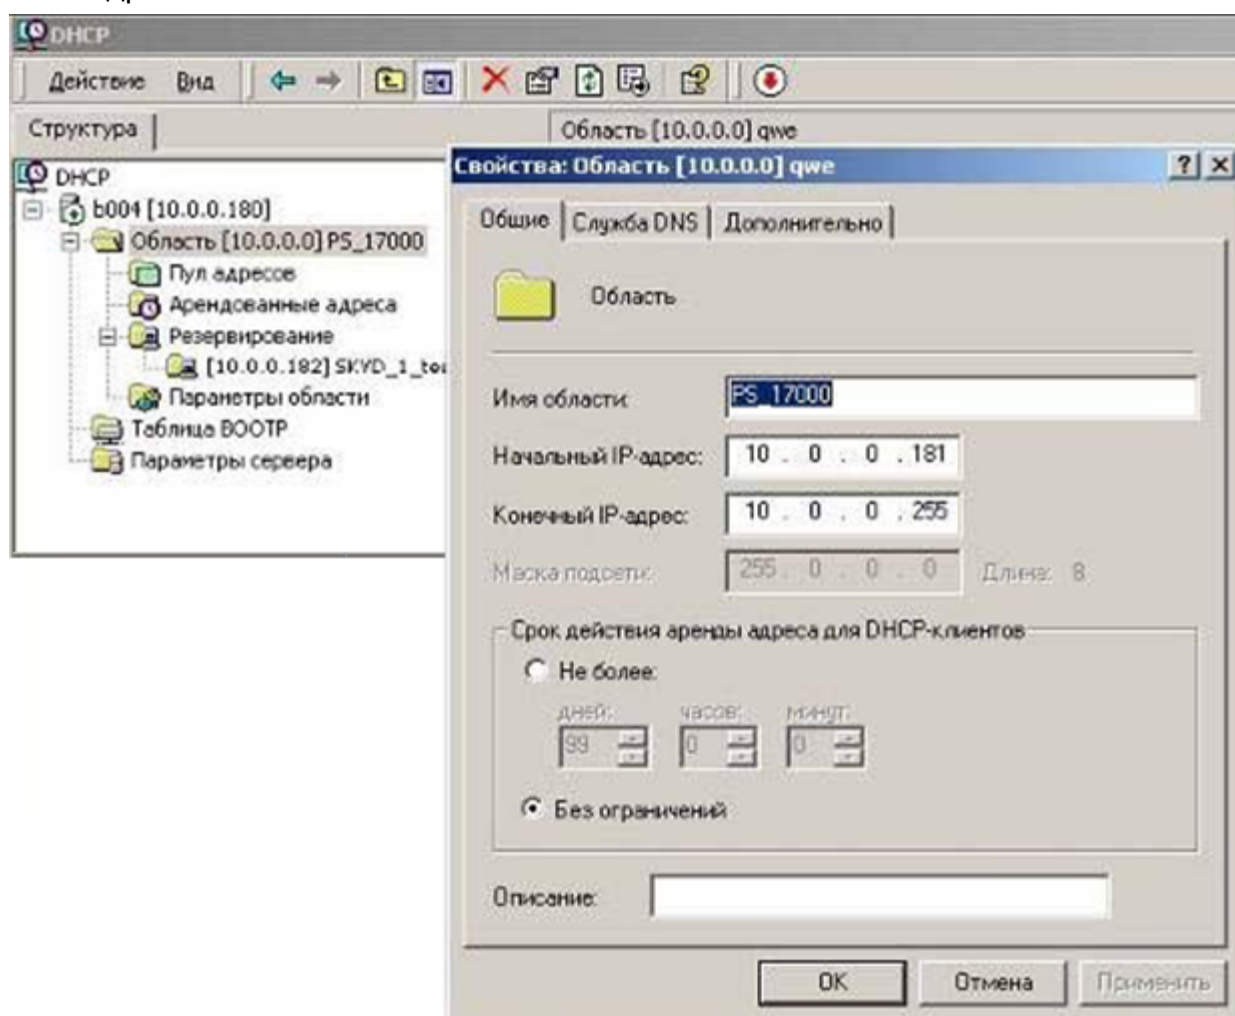 DHCP
Действие Вид
Структура
Область [10.0.0.0] qwe
DHCP
b004 [10.0.0.180]
Область [10.0.0.0] PS_17000
Пул адресов
Арендованные адреса
Резервирование
[10.0.0.182] SKYD_1_
Параметры области
Таблица BOOTP
Параметры сервера
Свойства: Область [10.0.0.0] qwe
Общие Служба DNS Дополнительно
Область
Имя области: PS_17000
Начальный IP-адрес: 10 . 0 . 0 . 181
Конечный IP-адрес: 10 . 0 . 0 . 255
Маска подсети: 255 . 0 . 0 . 0 Длина: 8
Срок действия аренды адреса для DHCP-клиентов
Не более:
дней: часов: минут:
99 0 0
Без ограничений
Описание:
OK Отмена Применить